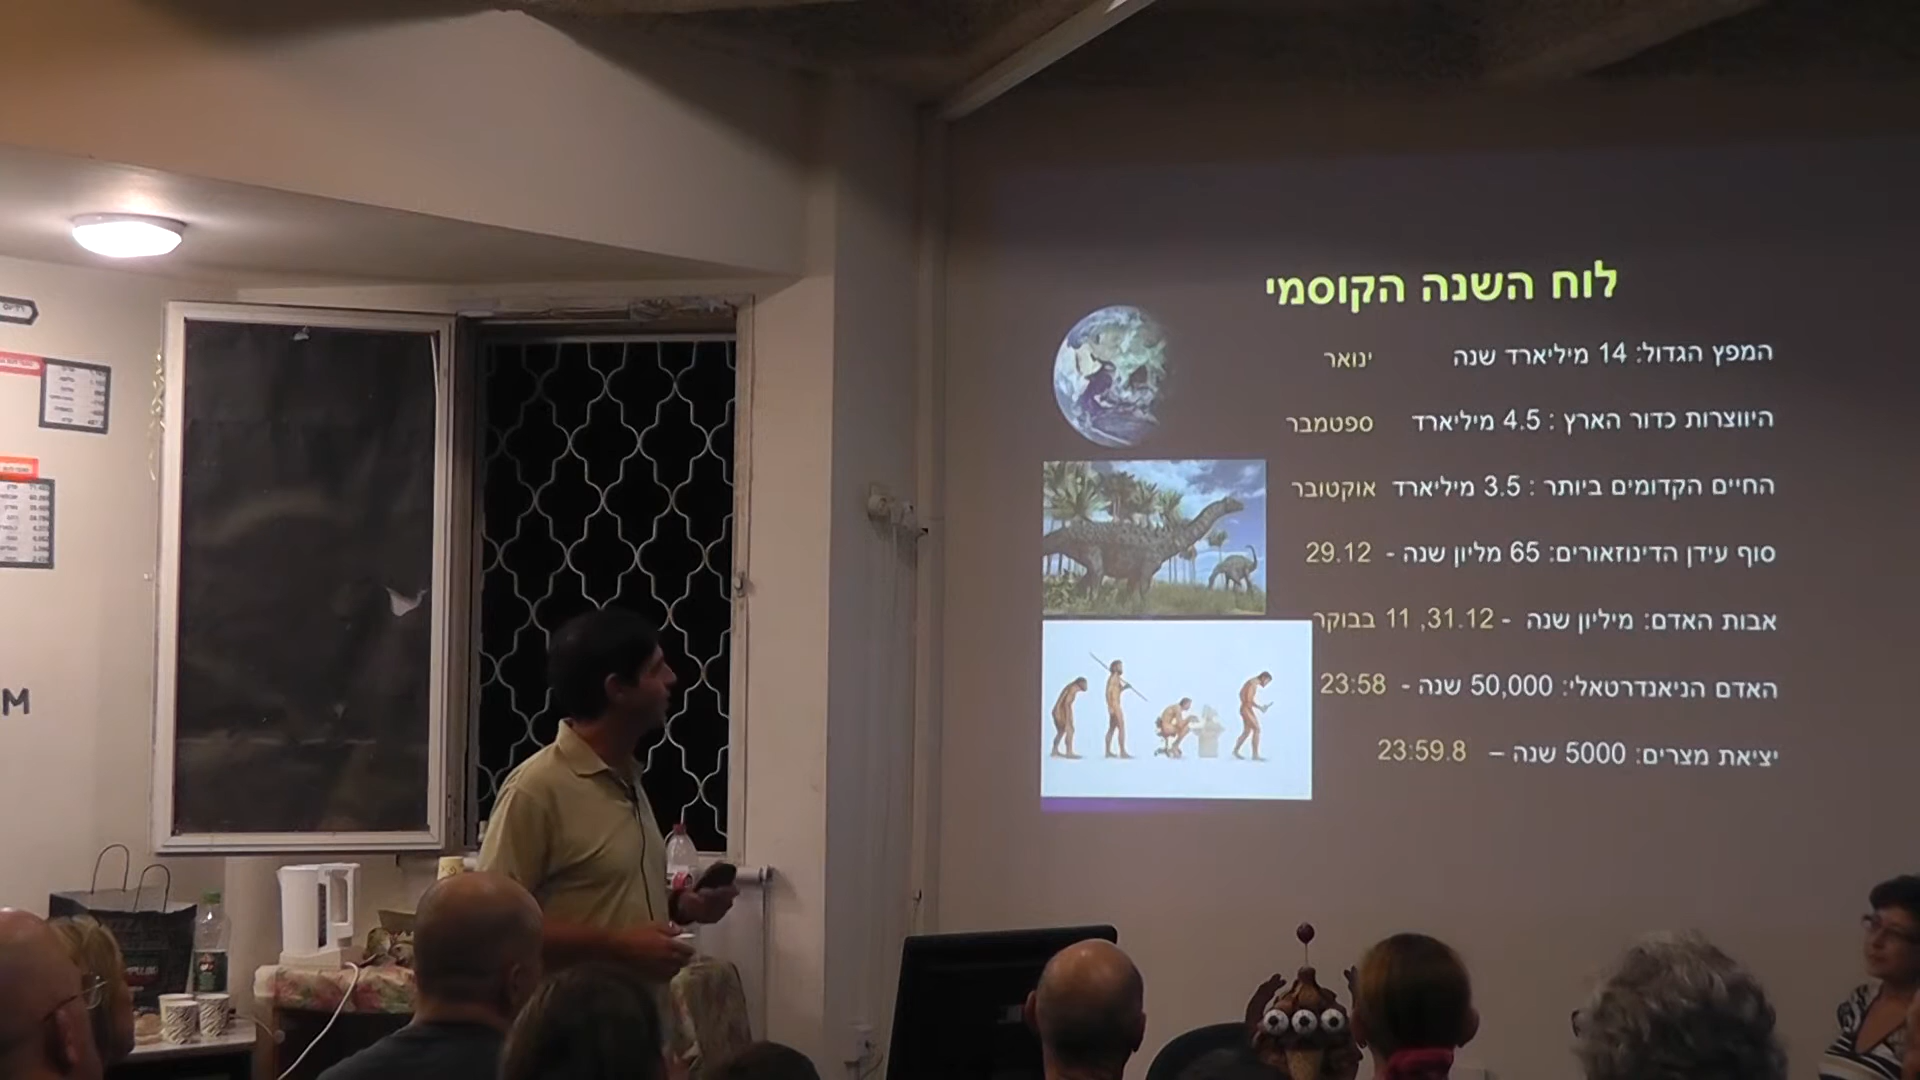 לוח השנה הקוסמי
המפץ הגדול: 14 מיליארד שנה ינואר
היווצרות כדור הארץ : 4.5 מיליארד ספטמבר
החיים הקדומים ביותר : 3.5 מיליארד אוקטובר
סוף עידן הדינוזאורים: 65 מליון שנה - 29.12
אבות האדם: מיליון שנה - 31.12, 11 בבוקר
האדם הניאנדרטאלי: 50,000 שנה - 23:58
יציאת מצרים: 5000 שנה – 23:59.8
M